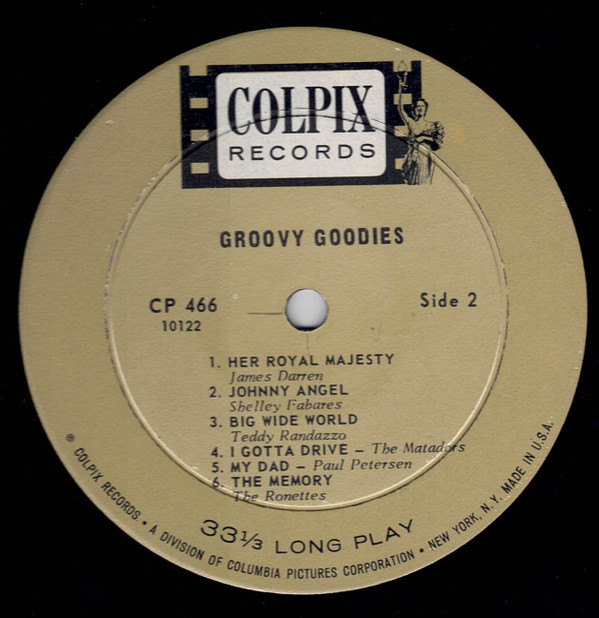 COLPIX
RECORDS
GROOVY GOODIES
CP 466
10122
Side 2
1. HER ROYAL MAJESTY
James Darren
2. JOHNNY ANGEL
Shelley Fabares
3. BIG WIDE WORLD
Teddy Randazzo
4. I GOTTA DRIVE – The Matadors
5. MY DAD – Paul Petersen
6. THE MEMORY
The Ronettes
33⅓ LONG PLAY
℗ COLPIX RECORDS • A DIVISION OF COLUMBIA PICTURES CORPORATION • NEW YORK, N. Y. MADE IN U.S.A.